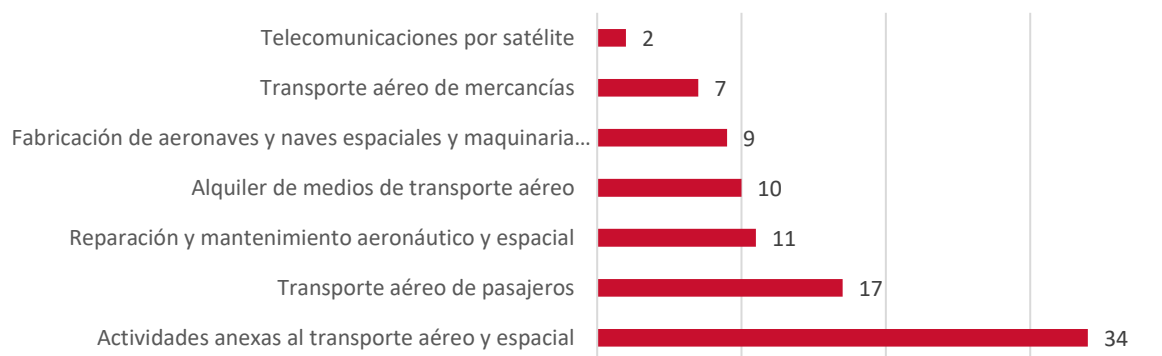 Telecomunicaciones por satélite 2
Transporte aéreo de mercancías 7
Fabricación de aeronaves y naves espaciales y maquinaria... 9
Alquiler de medios de transporte aéreo 10
Reparación y mantenimiento aeronáutico y espacial 11
Transporte aéreo de pasajeros 17
Actividades anexas al transporte aéreo y espacial 34